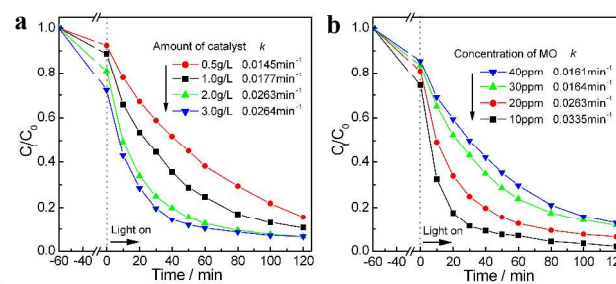 a
Amount of catalyst k
0.5g/L 0.0145min⁻¹
1.0g/L 0.0177min⁻¹
2.0g/L 0.0263min⁻¹
3.0g/L 0.0264min⁻¹
Light on
1.0
0.8
0.6
0.4
0.2
0.0
-60 -40 0 20 40 60 80 100 120
Time / min
Cₜ/C₀
b
Concentration of MO k
40ppm 0.0161min⁻¹
30ppm 0.0164min⁻¹
20ppm 0.0263min⁻¹
10ppm 0.0335min⁻¹
Light on
1.0
0.8
0.6
0.4
0.2
0.0
-60 -40 0 20 40 60 80 100 12
Time / min
Cₜ/C₀